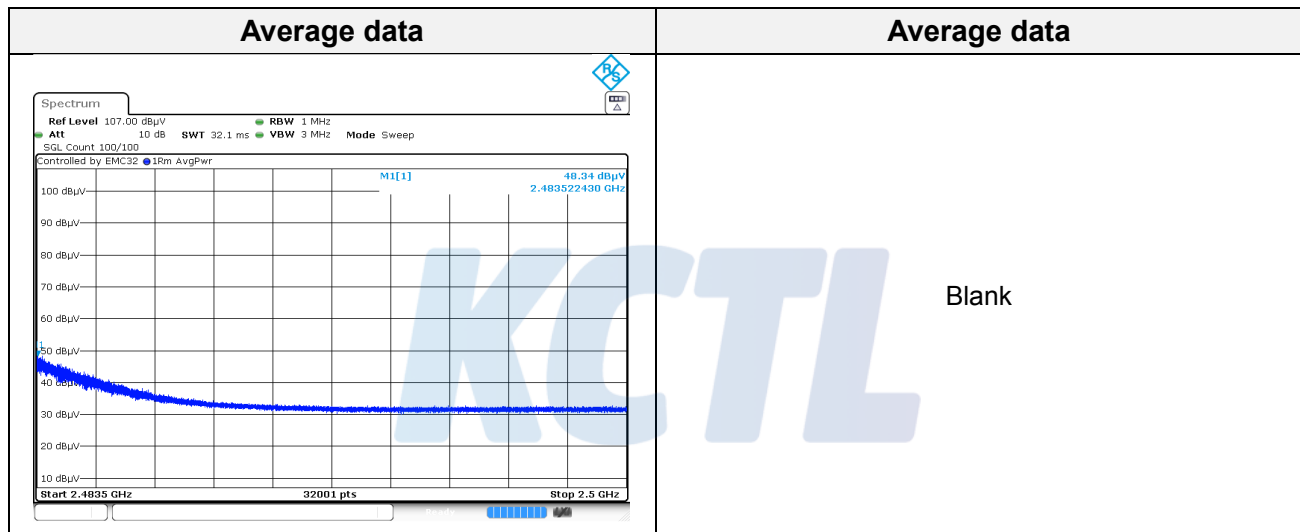 Average data
Average data
R/S
Spectrum
Ref Level 107.00 dBµV RBW 1 MHz
Att 10 dB SWT 32.1 ms VBW 3 MHz Mode Sweep
SGL Count 100/100
Controlled by EMC32 1Rm AvgPwr
M1[1] 48.34 dBµV
2.483522430 GHz
100 dBµV
90 dBµV
80 dBµV
70 dBµV
60 dBµV
50 dBµV
40 dBµV
30 dBµV
20 dBµV
10 dBµV
Start 2.4835 GHz 32001 pts Stop 2.5 GHz
Ready
Blank
KCTL